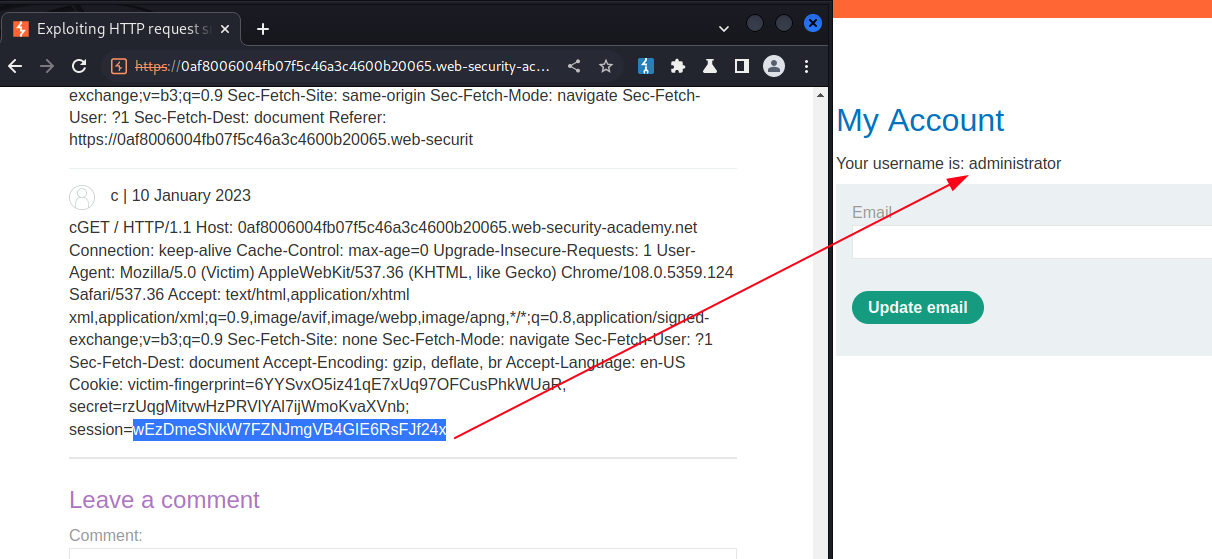 Exploiting HTTP request s
https://0af8006004fb07f5c46a3c4600b20065.web-security-ac...
exchange;v=b3;q=0.9 Sec-Fetch-Site: same-origin Sec-Fetch-Mode: navigate Sec-Fetch-
User: ?1 Sec-Fetch-Dest: document Referer:
https://0af8006004fb07f5c46a3c4600b20065.web-securit
c | 10 January 2023
cGET / HTTP/1.1 Host: 0af8006004fb07f5c46a3c4600b20065.web-security-academy.net
Connection: keep-alive Cache-Control: max-age=0 Upgrade-Insecure-Requests: 1 User-
Agent: Mozilla/5.0 (Victim) AppleWebKit/537.36 (KHTML, like Gecko) Chrome/108.0.5359.124
Safari/537.36 Accept: text/html,application/xhtml
xml,application/xml;q=0.9,image/avif,image/webp,image/apng,*/*;q=0.8,application/signed-
exchange;v=b3;q=0.9 Sec-Fetch-Site: none Sec-Fetch-Mode: navigate Sec-Fetch-User: ?1
Sec-Fetch-Dest: document Accept-Encoding: gzip, deflate, br Accept-Language: en-US
Cookie: victim-fingerprint=6YYSvxO5iz41qE7xUq97OFCusPhkWUaR;
secret=rzUqgMitvwHzPRVlYAl7ijWmoKvaXVnb;
session=wEzDmeSNkW7FZNJmgVB4GIE6RsFJf24x
Leave a comment
Comment:
My Account
Your username is: administrator
Email
Update email